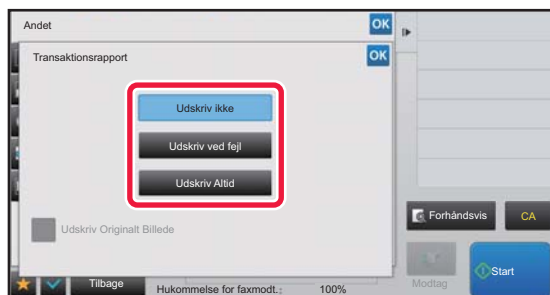 Andet
OK
Transaktionsrapport
OK
Udskriv ikke
Udskriv ved fejl
Udskriv Altid
Udskriv Originalt Billede
Forhåndsvis
CA
Tilbage
Hukommelse for faxmodt.:
100%
Modtag
Start